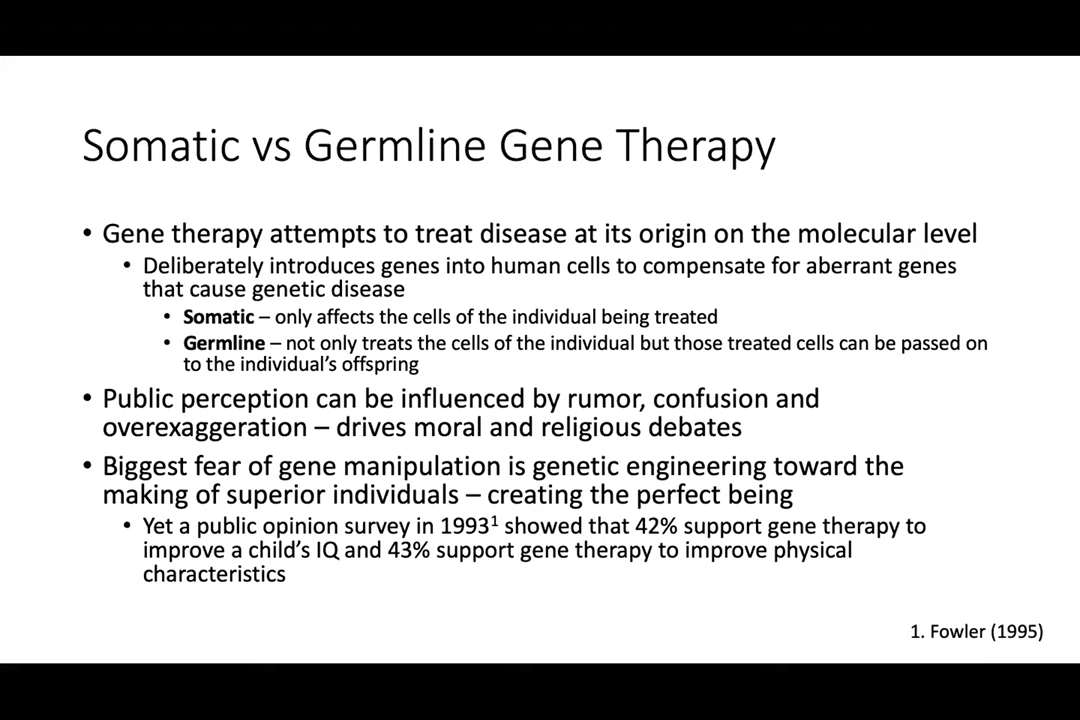 Somatic vs Germline Gene Therapy
• Gene therapy attempts to treat disease at its origin on the molecular level
• Deliberately introduces genes into human cells to compensate for aberrant genes
that cause genetic disease
• Somatic – only affects the cells of the individual being treated
• Germline – not only treats the cells of the individual but those treated cells can be passed on
to the individual's offspring
• Public perception can be influenced by rumor, confusion and
overexaggeration – drives moral and religious debates
• Biggest fear of gene manipulation is genetic engineering toward the
making of superior individuals – creating the perfect being
• Yet a public opinion survey in 1993¹ showed that 42% support gene therapy to
improve a child's IQ and 43% support gene therapy to improve physical
characteristics
1. Fowler (1995)